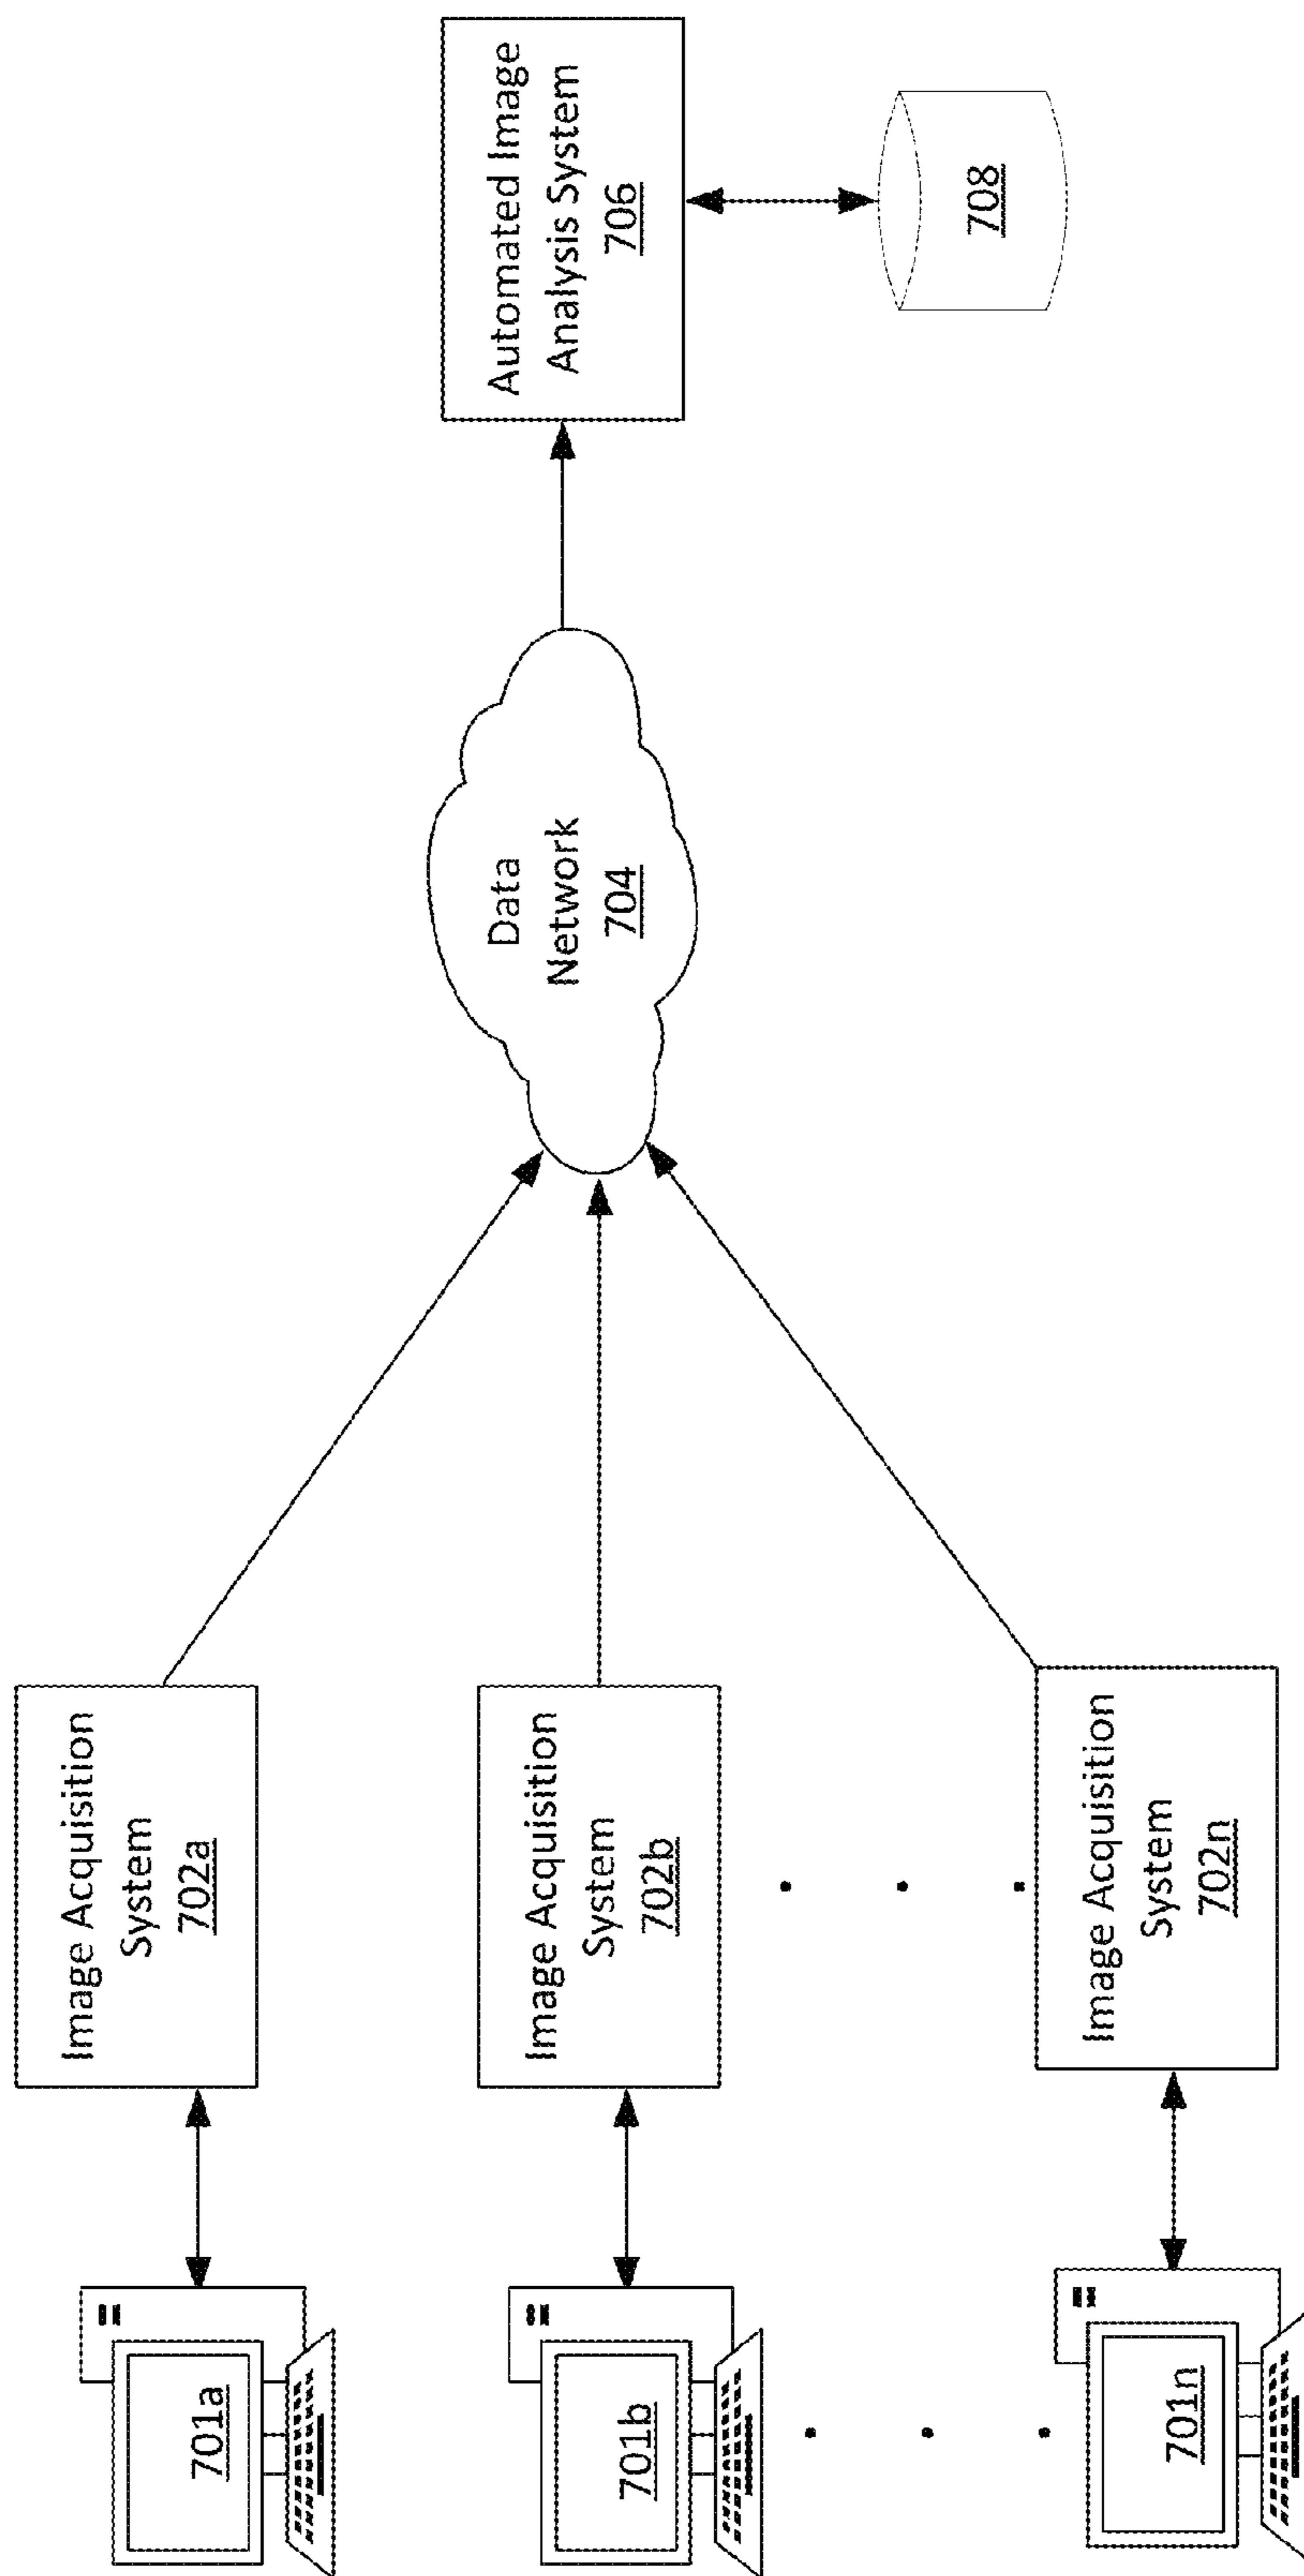 701a
Image Acquisition
System
702a
701b
Image Acquisition
System
702b
701n
Image Acquisition
System
702n
Data
Network
704
Automated Image
Analysis System
706
708